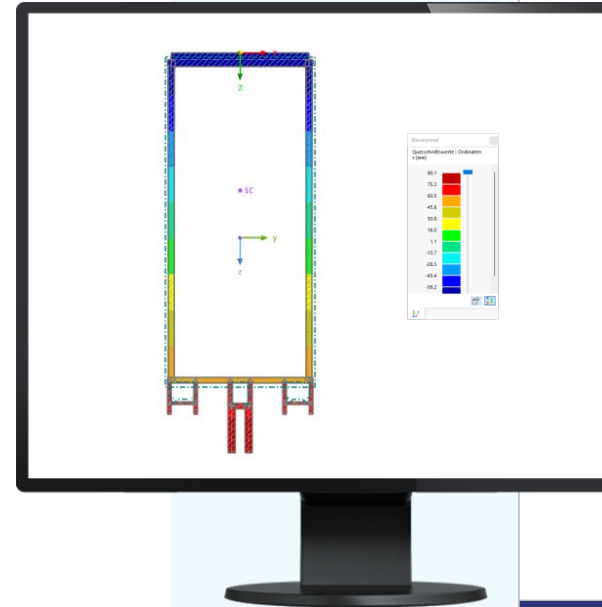 Z
SC
y
z
Steuerpanel
Querschnittswerte | Ordinaten
v [mm]
90.1
75.3
60.5
45.6
30.8
16.0
1.1
-13.7
-28.5
-43.4
-58.2